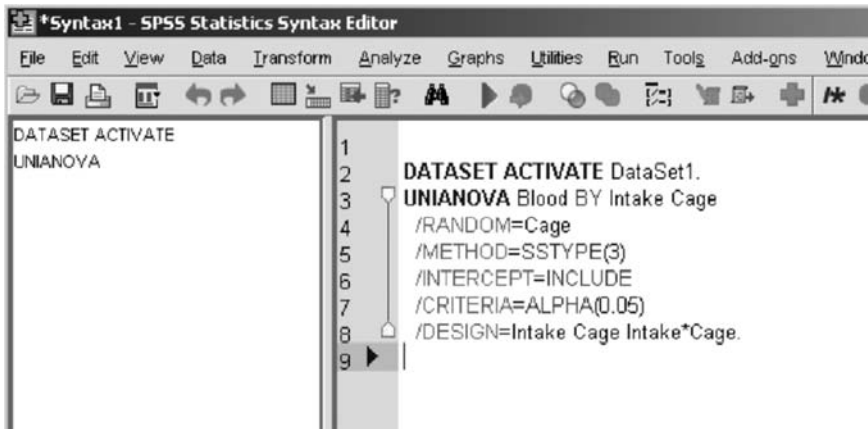 *Syntax1 - SPSS Statistics Syntax Editor
File Edit View Data Transform Analyze Graphs Utilities Run Tools Add-ons
DATASET ACTIVATE
UNIANOVA
1
2 DATASET ACTIVATE DataSet1.
3 UNIANOVA Blood BY Intake Cage
4 /RANDOM=Cage
5 /METHOD=SSTYPE(3)
6 /INTERCEPT=INCLUDE
7 /CRITERIA=ALPHA(0.05)
8 /DESIGN=Intake Cage Intake*Cage.
9